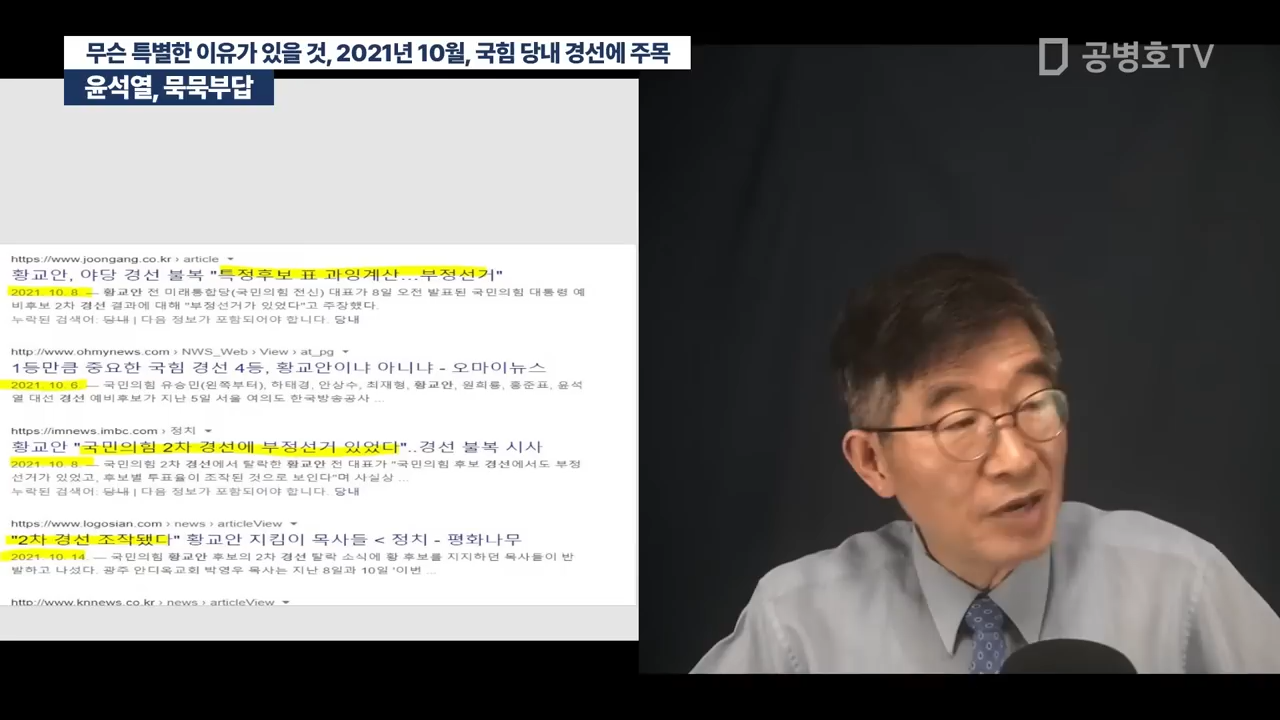 무슨 특별한 이유가 있을 것, 2021년 10월, 국힘 당내 경선에 주목
윤석열, 묵묵부답
공병호TV
https://www.joongang.co.kr › article
황교안, 야당 경선 불복 "특정후보 표 과잉계산...부정선거"
2021. 10. 8. — 황교안 전 미래통합당(국민의힘 전신) 대표가 8일 오전 발표된 국민의힘 대통령 예
비후보 2차 경선 결과에 대해 "부정선거가 있었다"고 주장했다.
누락된 검색어: 당내 | 다음 정보가 포함되어야 합니다. 당내
http://www.ohmynews.com › NWS_Web › View › at_pg
1등만큼 중요한 국힘 경선 4등, 황교안이냐 아니냐 - 오마이뉴스
2021. 10. 6. — 국민의힘 유승민(왼쪽부터), 하태경, 안상수, 최재형, 황교안, 원희룡, 홍준표, 윤석
열 대선 경선 예비후보가 지난 5일 서울 여의도 한국방송공사 ...
https://imnews.imbc.com › 정치
황교안 "국민의힘 2차 경선에 부정선거 있었다"..경선 불복 시사
2021. 10. 8. — 국민의힘 2차 경선에서 탈락한 황교안 전 대표가 "국민의힘 후보 경선에서도 부정
선거가 있었고, 후보별 투표율이 조작된 것으로 보인다"며 사실상 ...
누락된 검색어: 당내 | 다음 정보가 포함되어야 합니다. 당내
https://www.logosian.com › news › articleView
"2차 경선 조작됐다" 황교안 지킴이 목사들 < 정치 - 평화나무
2021. 10. 14. — 국민의힘 황교안 후보의 2차 경선 탈락 소식에 황 후보를 지지하던 목사들이 반
발하고 나섰다. 광주 안디옥교회 박영우 목사는 지난 8일과 10일 '이번 ...
http://www.knnews.co.kr › news › articleView